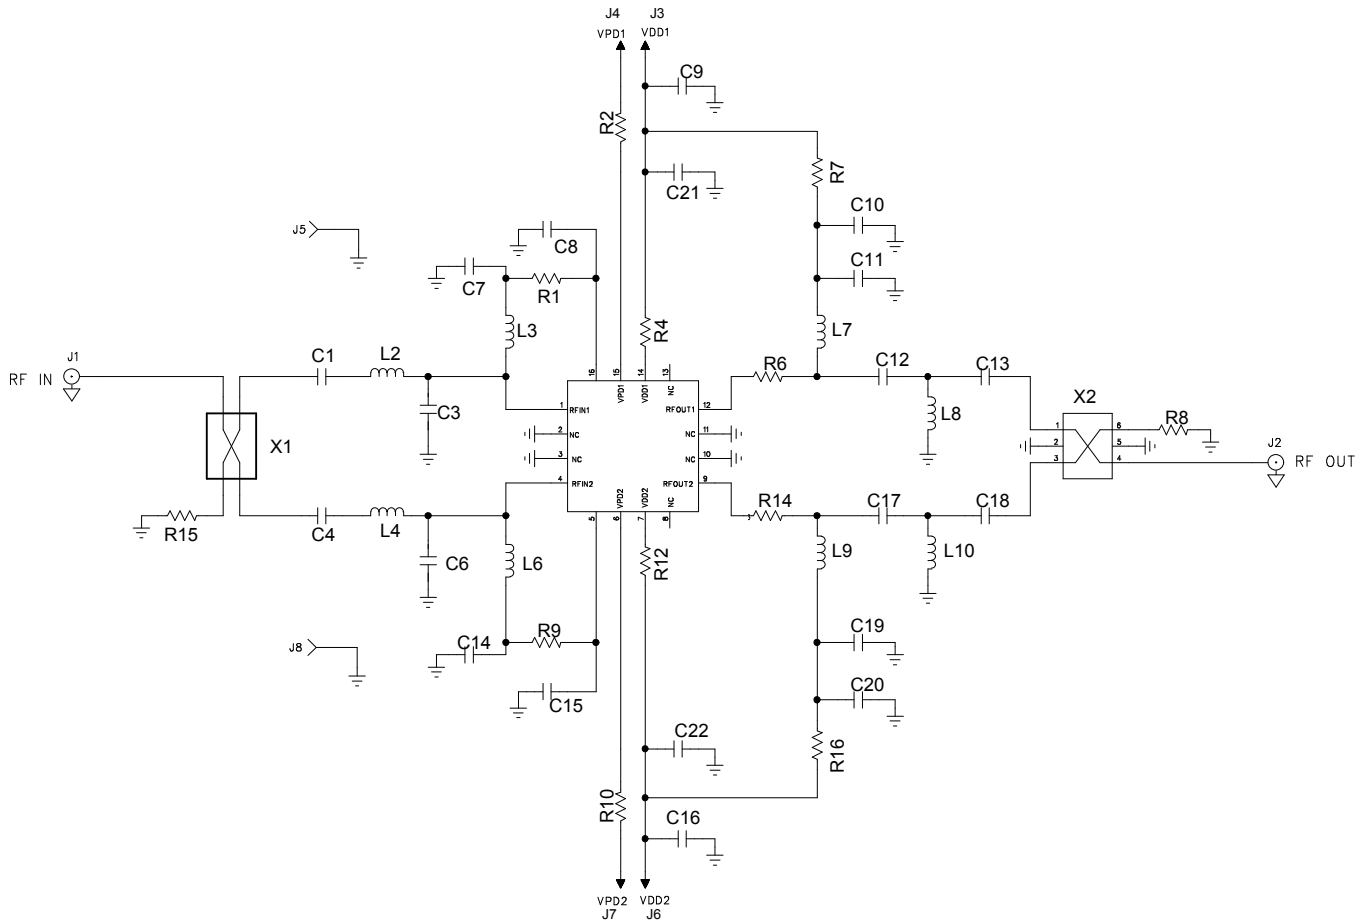 J4 J3
VPD1 VDD1
C9
R2
R7
C21
C10
J5
C8
C11
C7
R1
L3
R4
L7
J1
C1 L2
R6
C12 C13
RF IN
16 15 14 13
VPD1 VDD1 NC
X2
C3
1 RFIN1 RFOUT1 12
L8
R8
X1
2 NC NC 11
1 6
2 5
3 4
J2
RF OUT
3 NC NC 10
4 RFIN2 RFOUT2 9
VPD2 VDD2 NC
5 6 7 8
R14
C17 C18
R15
C4 L4
C6 L6
R12
L9 L10
J8
C14 R9
C19
C15
C20
C22
R16
R10
C16
VPD2 VDD2
J7 J6